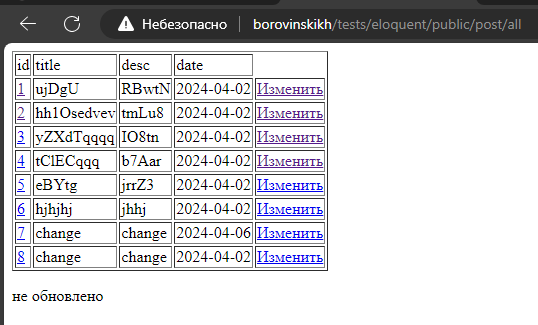 Небезопасно borovinskikh/tests/eloquent/public/post/all
id title desc date
1 ujDgU RBwtN 2024-04-02 Изменить
2 hh1Osedvev tmLu8 2024-04-02 Изменить
3 yZXdTqqqq IO8tn 2024-04-02 Изменить
4 tClECqqq b7Aar 2024-04-02 Изменить
5 eBYtg jrrZ3 2024-04-02 Изменить
6 hjhjhj jhhj 2024-04-02 Изменить
7 change change 2024-04-06 Изменить
8 change change 2024-04-02 Изменить
не обновлено